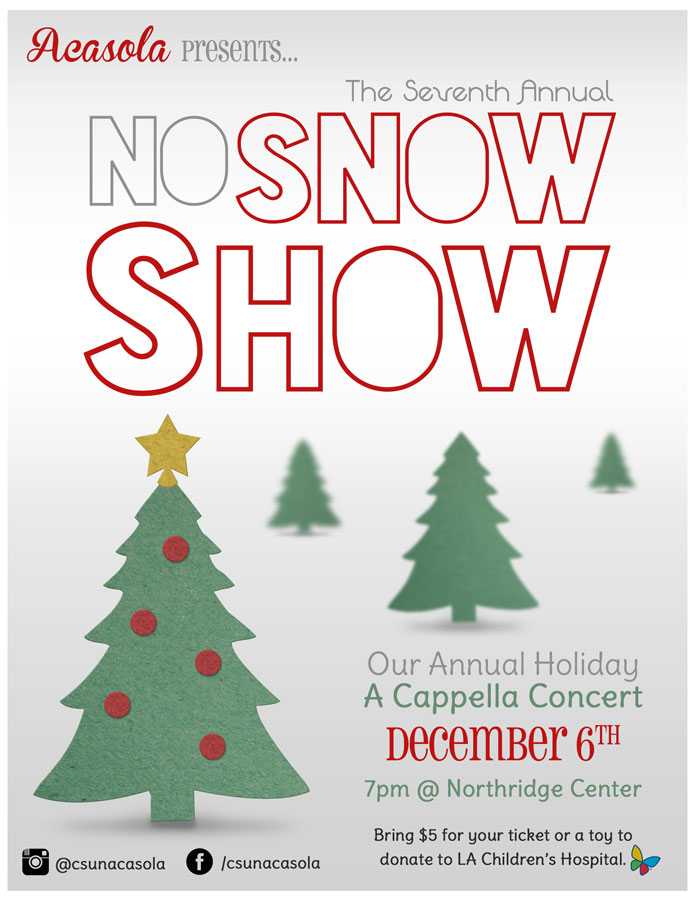 Acasola presents...
The Seventh Annual
NO SNOW
SHOW
Our Annual Holiday
A Cappella Concert
December 6TH
7pm @ Northridge Center
Bring $5 for your ticket or a toy to
donate to LA Children's Hospital.
@csunacasola /csunacasola